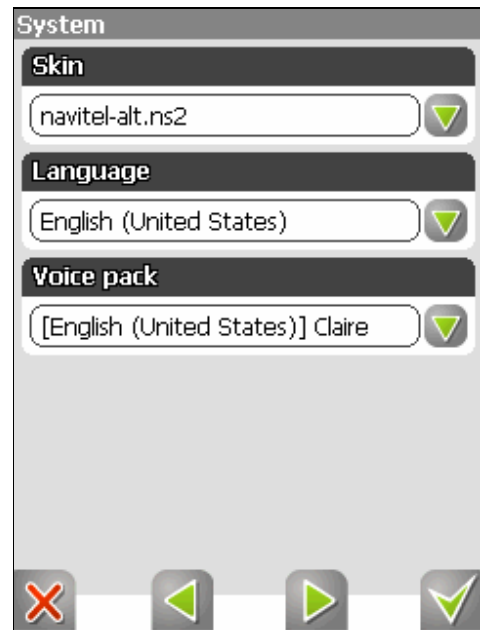 System
Skin
navitel-alt.ns2
Language
English (United States)
Voice pack
[English (United States)] Claire